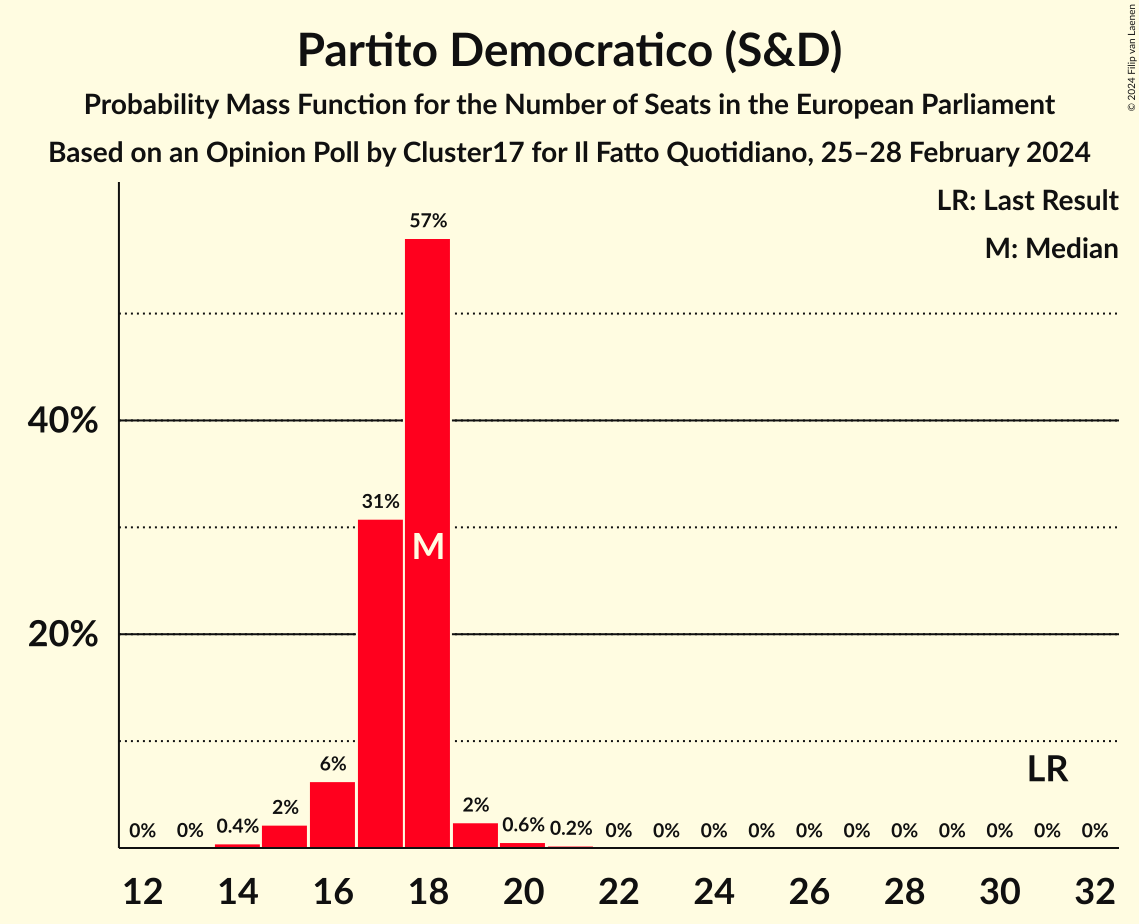 Partito Democratico (S&D)
Probability Mass Function for the Number of Seats in the European Parliament
Based on an Opinion Poll by Cluster17 for Il Fatto Quotidiano, 25–28 February 2024
© 2024 Filip van Laenen
LR: Last Result
M: Median
57%
40%
31%
M
20%
6%
LR
0% 0% 0.4% 2% 2% 0.6% 0.2% 0% 0% 0% 0% 0% 0% 0% 0% 0% 0% 0%
12 14 16 18 20 22 24 26 28 30 32